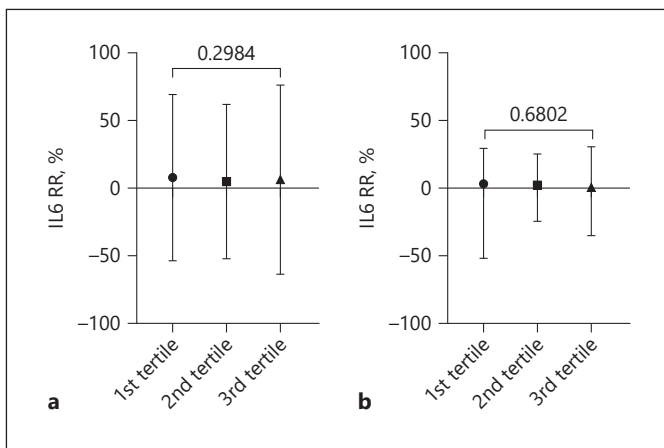 100
50
0
−50
−100
IL6 RR, %
0.2984
1st tertile
2nd tertile
3rd tertile
a
100
50
0
−50
−100
IL6 RR, %
0.6802
1st tertile
2nd tertile
3rd tertile
b